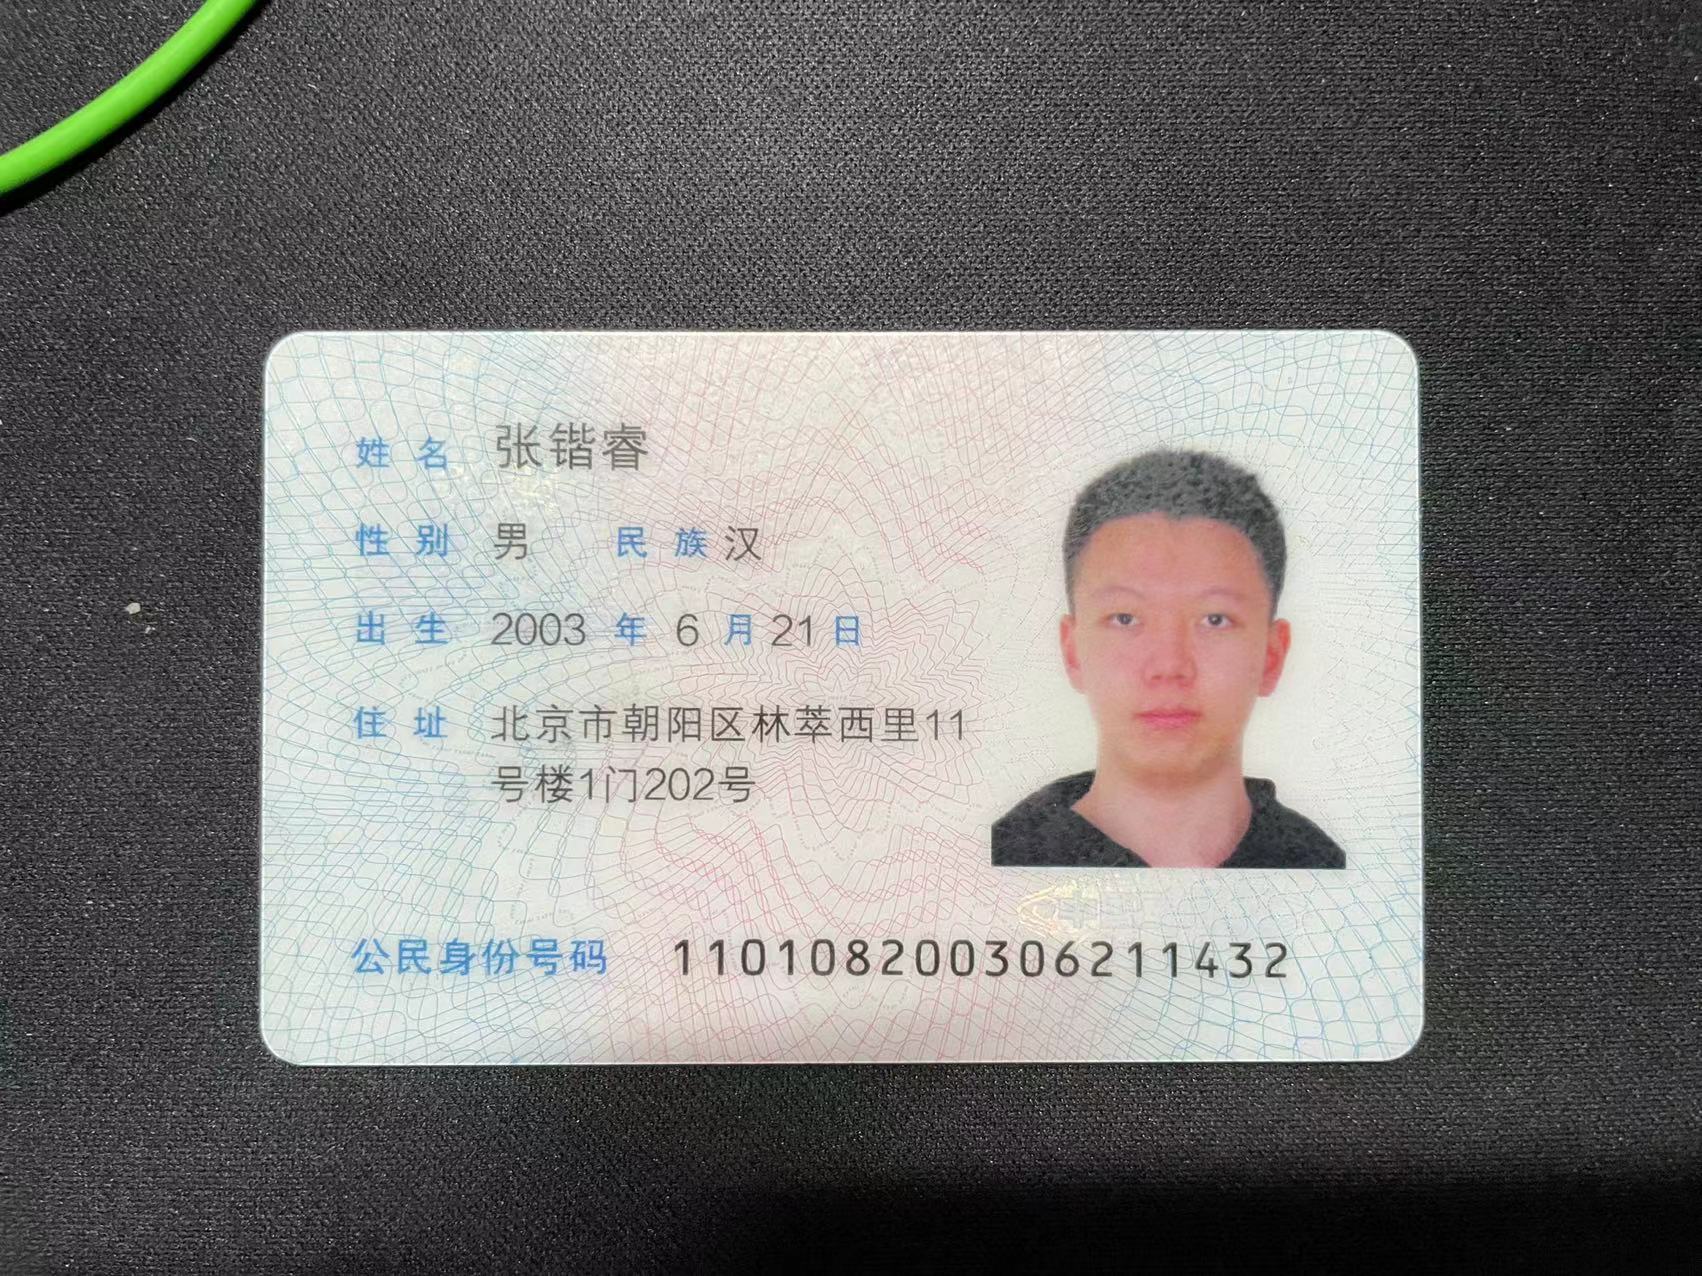 姓名 张锴睿
性别 男 民族 汉
出生 2003 年 6 月 21 日
住址 北京市朝阳区林萃西里11
号楼1门202号
公民身份号码 110108200306211432